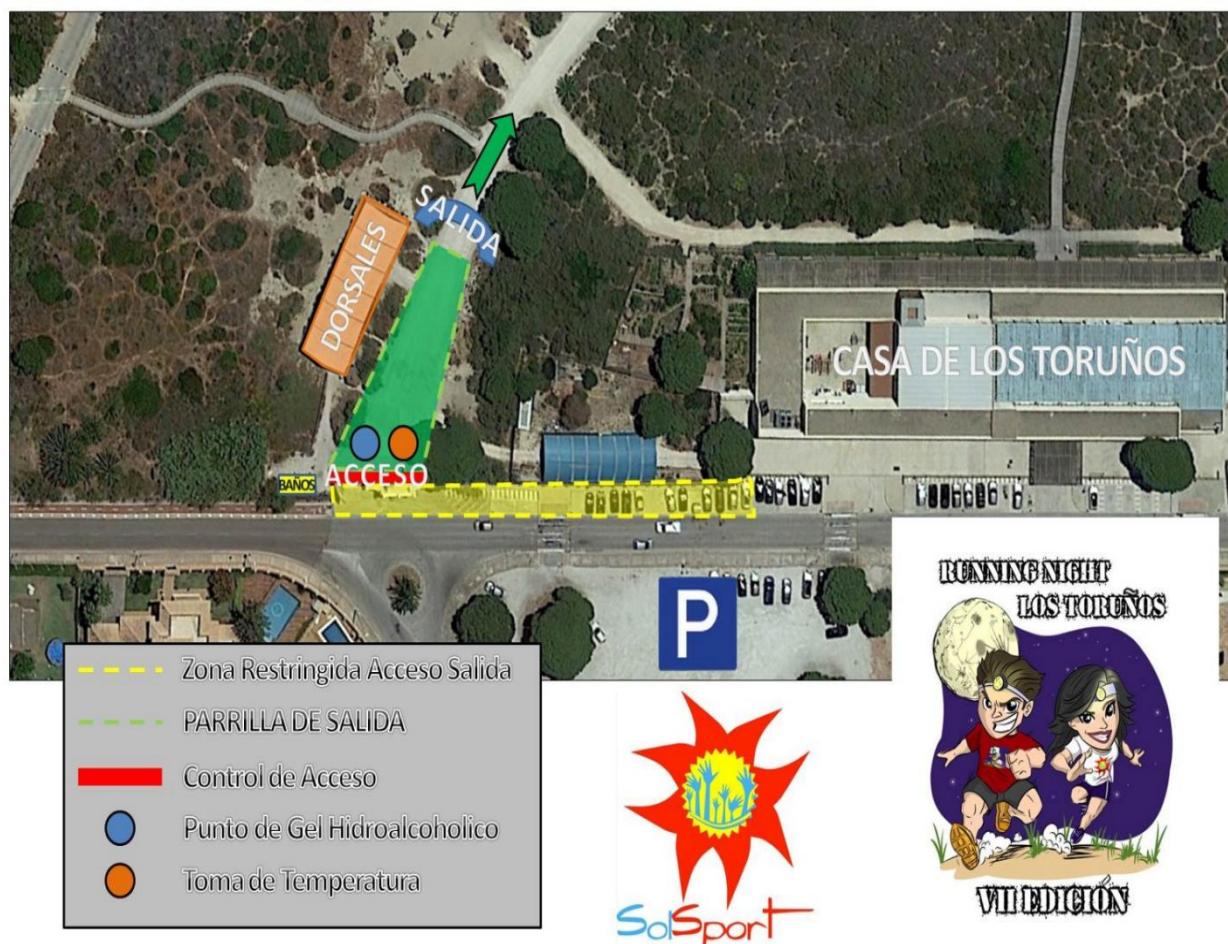 SALIDA
DORSALES
CASA DE LOS TORUÑOS
ACCESO
BAÑOS
P
RUNNING NIGHT
LOS TORUÑOS
Zona Restringida Acceso Salida
PARRILLA DE SALIDA
Control de Acceso
Punto de Gel Hidroalcoholico
Toma de Temperatura
SolSport
VII EDICIÓN